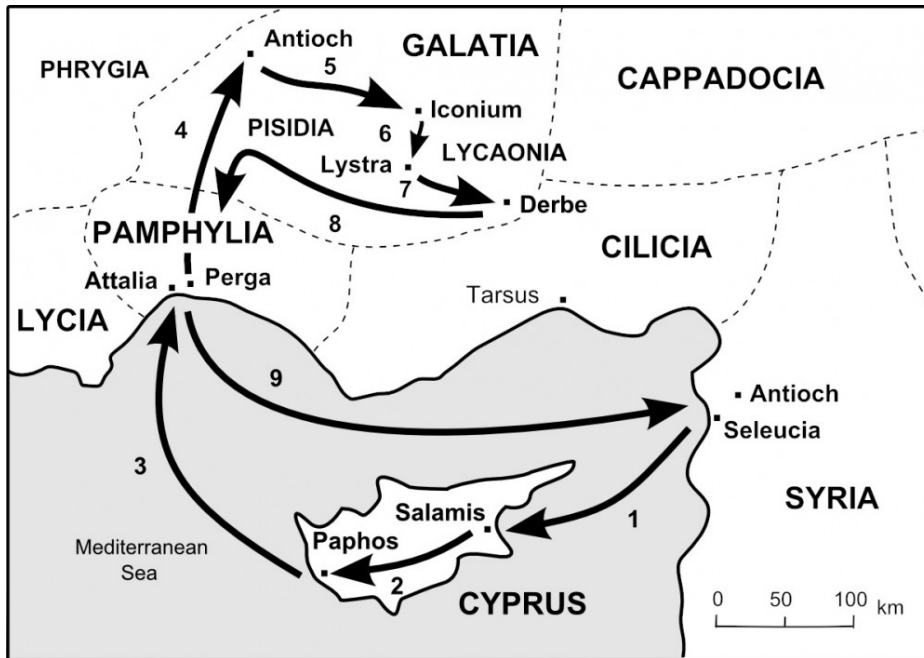 Antioch
GALATIA
PHRYGIA
5
CAPPADOCIA
Iconium
4
PISIDIA
6
Lystra
LYCAONIA
7
Derbe
8
PAMPHYLIA
CILICIA
Attalia
Perga
Tarsus
LYCIA
9
Antioch
Seleucia
3
Salamis
1
SYRIA
Paphos
Mediterranean
Sea
2
CYPRUS
0 50 100 km